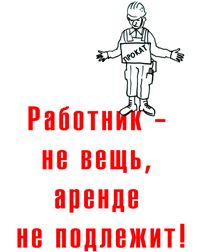 ПРОКАТ
Работник –
не вещь,
аренде
не подлежит!